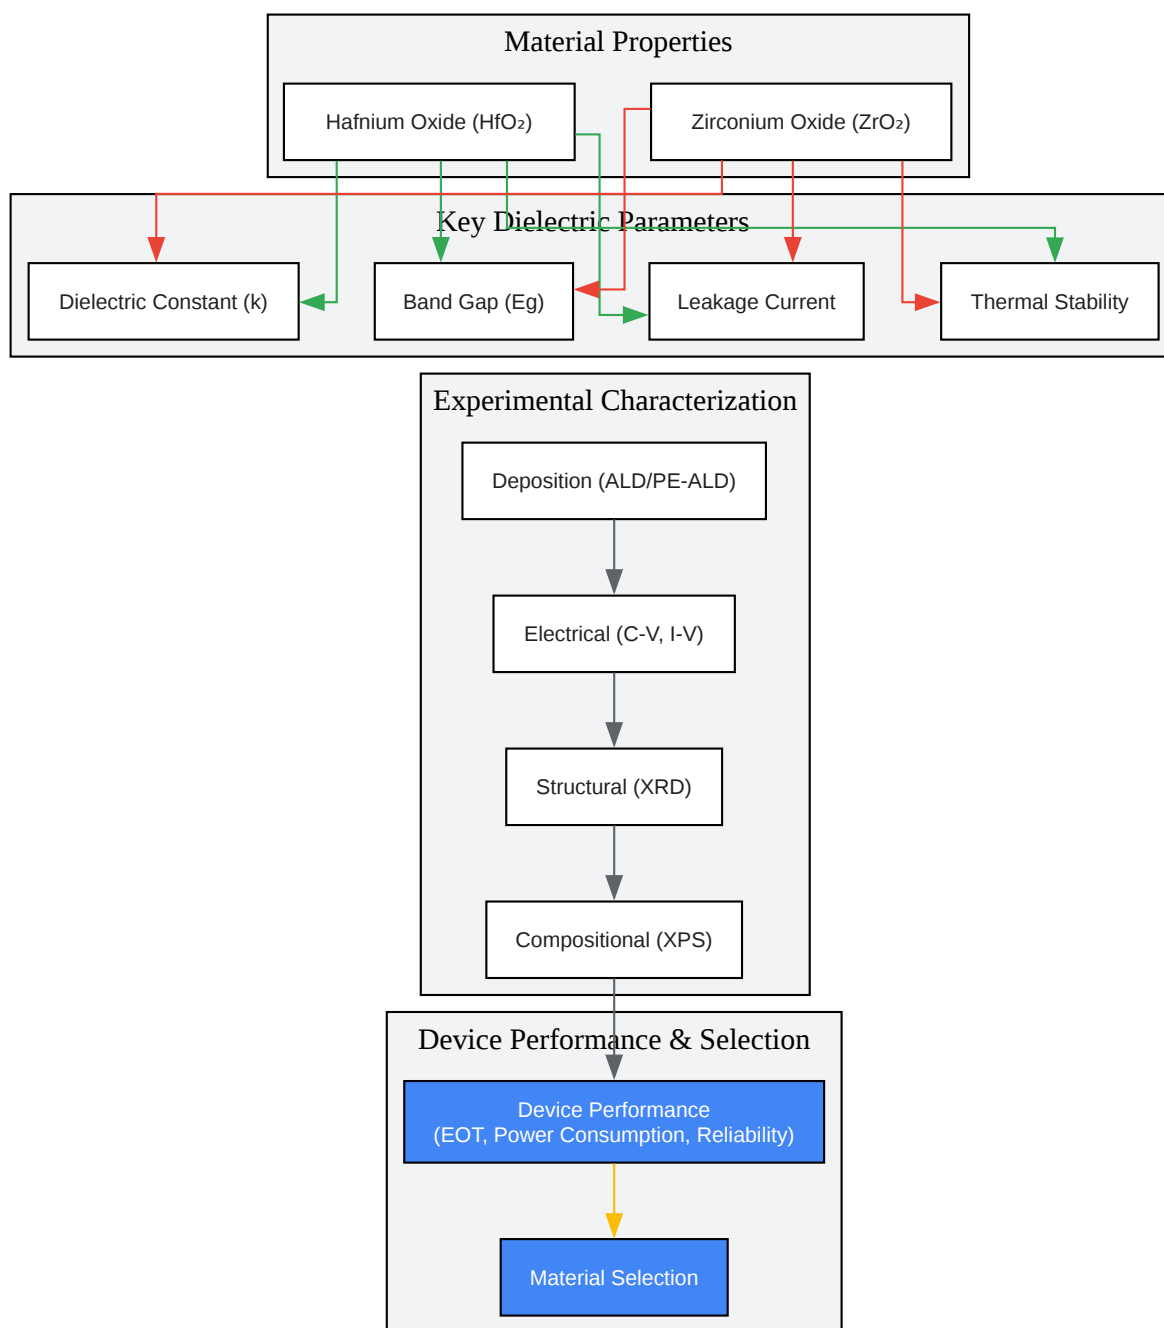 Material Properties
Hafnium Oxide (HfO₂)
Zirconium Oxide (ZrO₂)
Key Dielectric Parameters
Dielectric Constant (k)
Band Gap (Eg)
Leakage Current
Thermal Stability
Experimental Characterization
Deposition (ALD/PE-ALD)
Electrical (C-V, I-V)
Structural (XRD)
Compositional (XPS)
Device Performance & Selection
Device Performance
(EOT, Power Consumption, Reliability)
Material Selection